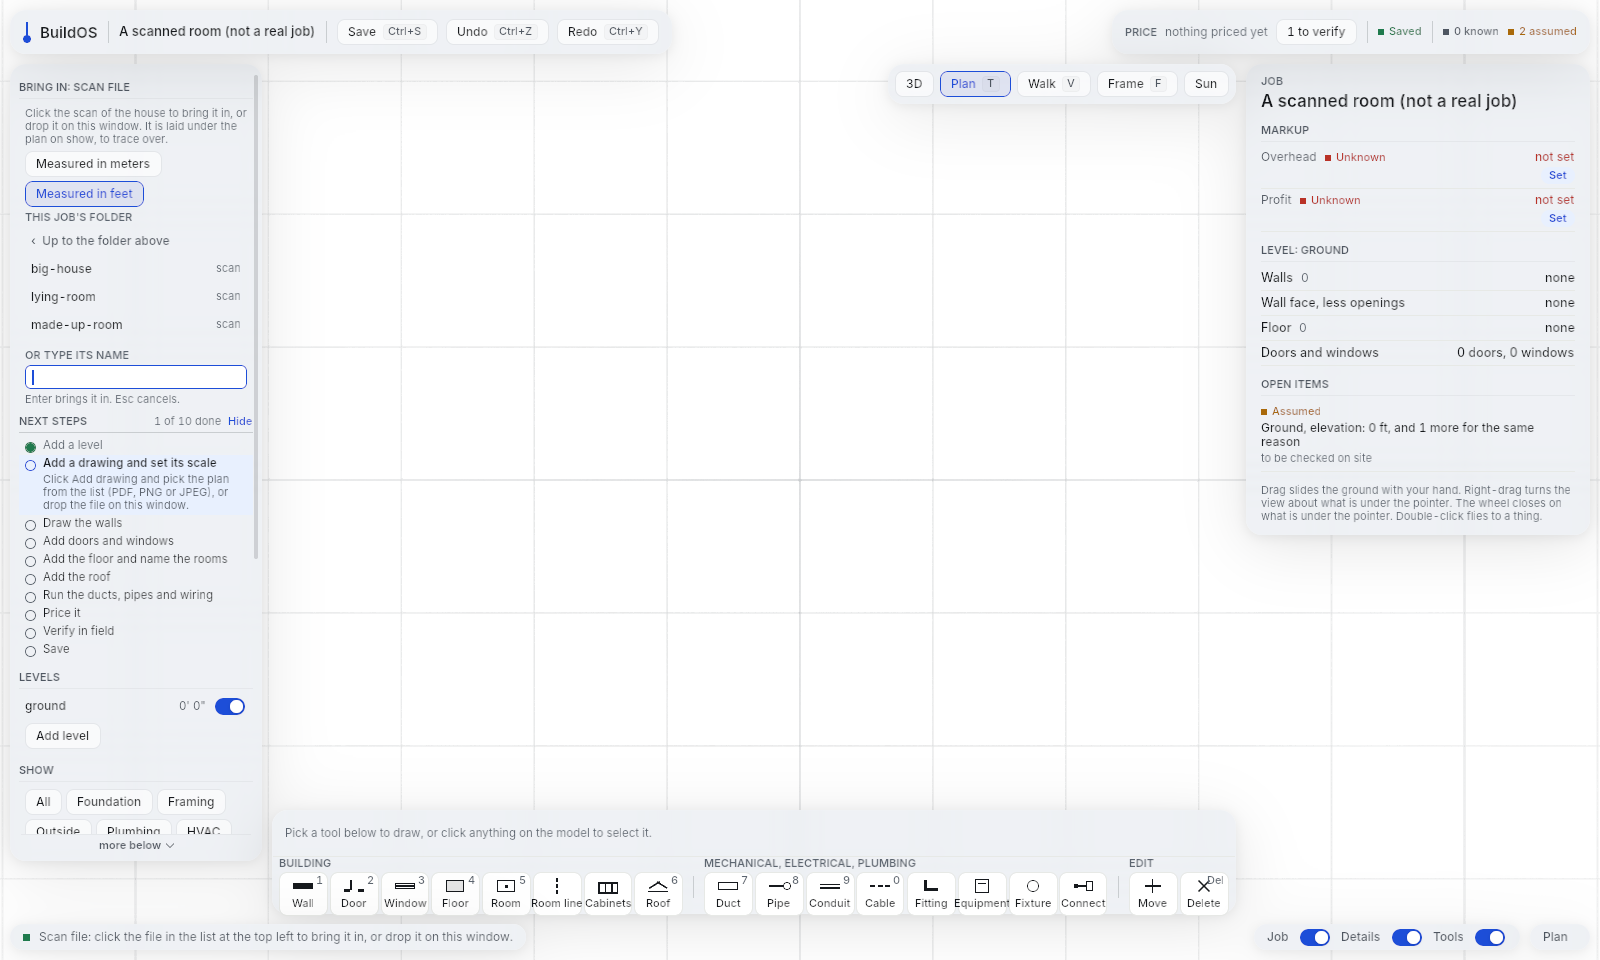 BuildOS
A scanned room (not a real job)
Save Ctrl+S
Undo Ctrl+Z
Redo Ctrl+Y
PRICE nothing priced yet
1 to verify
Saved
0 known
2 assumed
3D
Plan T
Walk V
Frame F
Sun
BRING IN: SCAN FILE
Click the scan of the house to bring it in, or
drop it on this window. It is laid under the
plan on show, to trace over.
Measured in meters
Measured in feet
THIS JOB'S FOLDER
‹ Up to the folder above
big-house scan
lying-room scan
made-up-room scan
OR TYPE ITS NAME
Enter brings it in. Esc cancels.
NEXT STEPS 1 of 10 done Hide
Add a level
Add a drawing and set its scale
Click Add drawing and pick the plan
from the list (PDF, PNG or JPEG), or
drop the file on this window.
Draw the walls
Add doors and windows
Add the floor and name the rooms
Add the roof
Run the ducts, pipes and wiring
Price it
Verify in field
Save
LEVELS
ground 0' 0"
Add level
SHOW
All Foundation Framing
Outside Plumbing HVAC
more below
JOB
A scanned room (not a real job)
MARKUP
Overhead Unknown not set
Set
Profit Unknown not set
Set
LEVEL: GROUND
Walls 0 none
Wall face, less openings none
Floor 0 none
Doors and windows 0 doors, 0 windows
OPEN ITEMS
Assumed
Ground, elevation: 0 ft, and 1 more for the same
reason
to be checked on site
Drag slides the ground with your hand. Right-drag turns the
view about what is under the pointer. The wheel closes on
what is under the pointer. Double-click flies to a thing.
Pick a tool below to draw, or click anything on the model to select it.
BUILDING
1 Wall
2 Door
3 Window
4 Floor
5 Room
Room line
Cabinets
6 Roof
MECHANICAL, ELECTRICAL, PLUMBING
7 Duct
8 Pipe
9 Conduit
0 Cable
Fitting
Equipment
Fixture
Connect
EDIT
Move
Del Delete
Scan file: click the file in the list at the top left to bring it in, or drop it on this window.
Job Details Tools
Plan